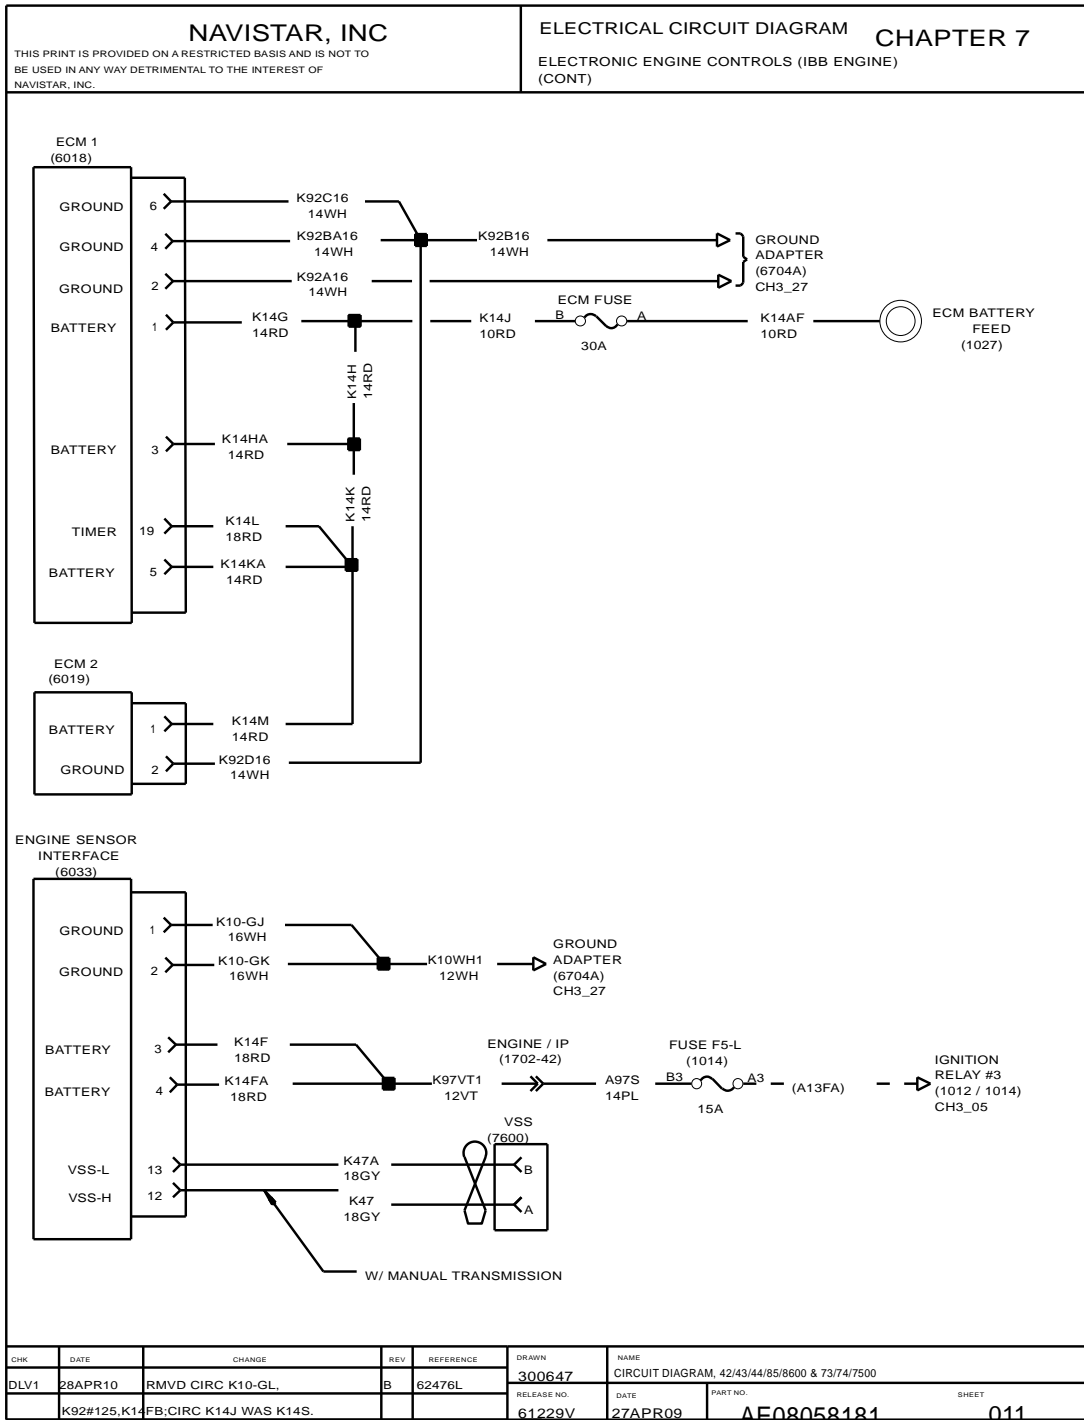 NAVISTAR, INC
THIS PRINT IS PROVIDED ON A RESTRICTED BASIS AND IS NOT TO
BE USED IN ANY WAY DETRIMENTAL TO THE INTEREST OF
NAVISTAR, INC.
ELECTRICAL CIRCUIT DIAGRAM
CHAPTER 7
ELECTRONIC ENGINE CONTROLS (IBB ENGINE)
(CONT)
ECM 1
(6018)
GROUND 6 K92C16
14WH
GROUND 4 K92BA16
14WH
K92B16
14WH
GROUND
ADAPTER
(6704A)
CH3_27
GROUND 2 K92A16
14WH
BATTERY 1 K14G
14RD
K14J
10RD
ECM FUSE
B A
30A
K14AF
10RD
ECM BATTERY
FEED
(1027)
K14H
14RD
BATTERY 3 K14HA
14RD
K14K
14RD
TIMER 19 K14L
18RD
BATTERY 5 K14KA
14RD
ECM 2
(6019)
BATTERY 1 K14M
14RD
GROUND 2 K92D16
14WH
ENGINE SENSOR
INTERFACE
(6033)
GROUND 1 K10-GJ
16WH
GROUND 2 K10-GK
16WH
K10WH1
12WH
GROUND
ADAPTER
(6704A)
CH3_27
BATTERY 3 K14F
18RD
BATTERY 4 K14FA
18RD
K97VT1
12VT
ENGINE / IP
(1702-42)
A97S
14PL
FUSE F5-L
(1014)
B3 A3
15A
(A13FA)
IGNITION
RELAY #3
(1012 / 1014)
CH3_05
VSS
(7600)
VSS-L 13 K47A
18GY
B
VSS-H 12 K47
18GY
A
W/ MANUAL TRANSMISSION
CHK DATE CHANGE REV REFERENCE
DLV1 28APR10 RMVD CIRC K10-GL, B 62476L
K92#125,K14FB;CIRC K14J WAS K14S.
DRAWN
300647
NAME
CIRCUIT DIAGRAM, 42/43/44/85/8600 & 73/74/7500
RELEASE NO.
61229V
DATE
27APR09
PART NO.
AE08058181
SHEET
011